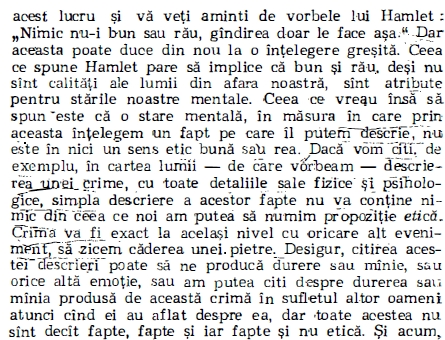 acest lucru și vă veți aminti de vorbele lui Hamlet:
„Nimic nu-i bun sau rău, gîndirea doar le face așa.“ Dar
aceasta poate duce din nou la o înțelegere greșită. Ceea
ce spune Hamlet pare să implice că bun și rău, deși nu
sînt calități ale lumii din afara noastră, sînt atribute
pentru stările noastre mentale. Ceea ce vreau însă să
spun este că o stare mentală, în măsura în care prin
aceasta înțelegem un fapt pe care îl putem descrie, nu
este în nici un sens etic bună sau rea. Dacă vom citi, de
exemplu, în cartea lumii — de care vorbeam — descrie-
rea unei crime, cu toate detaliile sale fizice și psiholo-
gice, simpla descriere a acestor fapte nu va conține ni-
mic din ceea ce noi am putea să numim propoziție etică.
Crima va fi exact la același nivel cu oricare alt eveni-
ment, să zicem căderea unei pietre. Desigur, citirea aces-
tei descrieri poate să ne producă durere sau mînie, sau
orice altă emoție, sau am putea citi despre durerea sau
mînia produsă de această crimă în sufletul altor oameni
atunci cînd ei au aflat despre ea, dar toate acestea nu
sînt decît fapte, fapte și iar fapte și nu etică. Și acum,